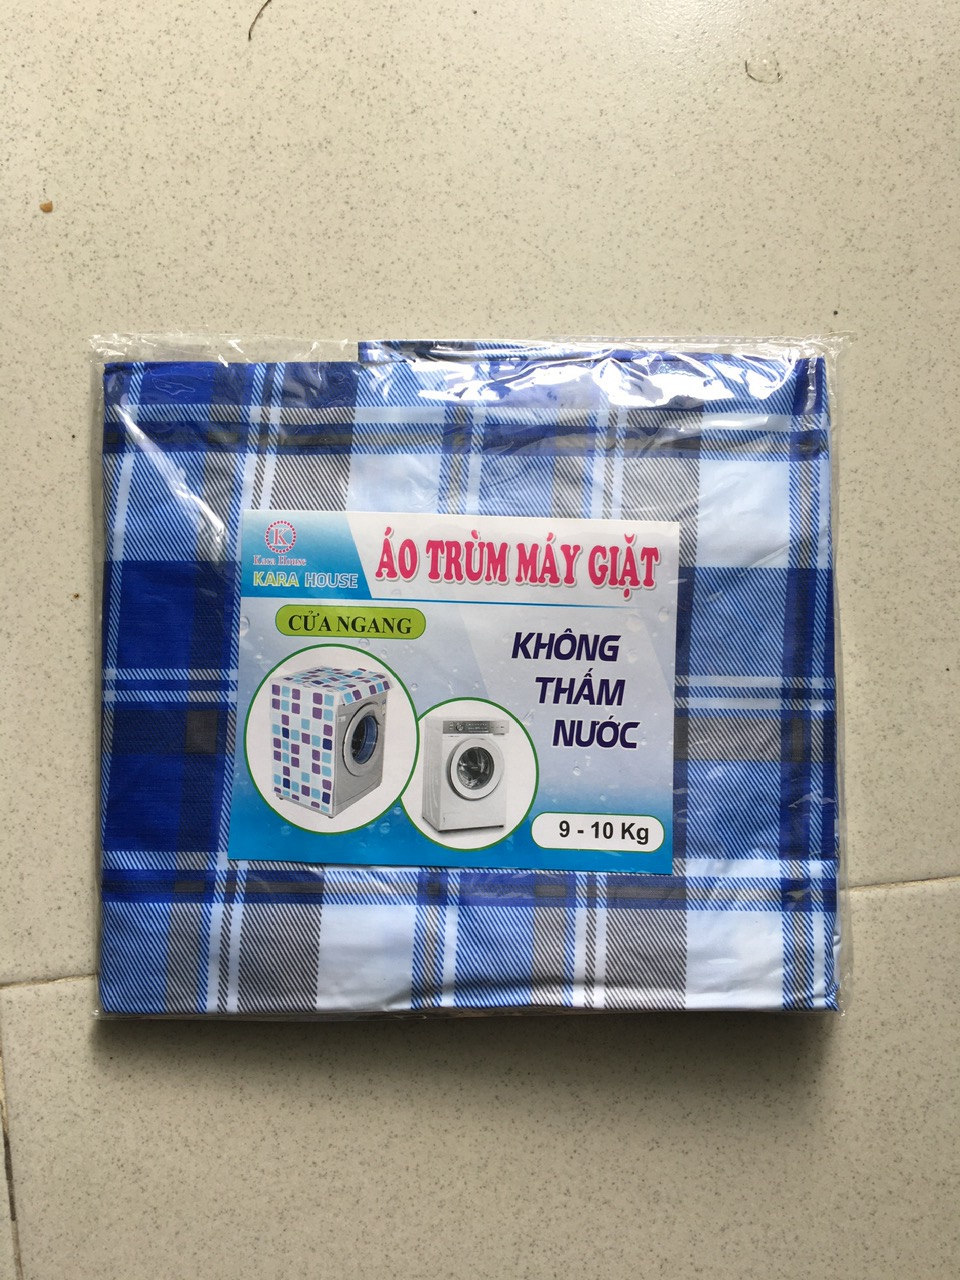 K
Kara House
KARA HOUSE
ÁO TRÙM MÁY GIẶT
CỬA NGANG
KHÔNG
THẤM
NƯỚC
9 - 10 Kg